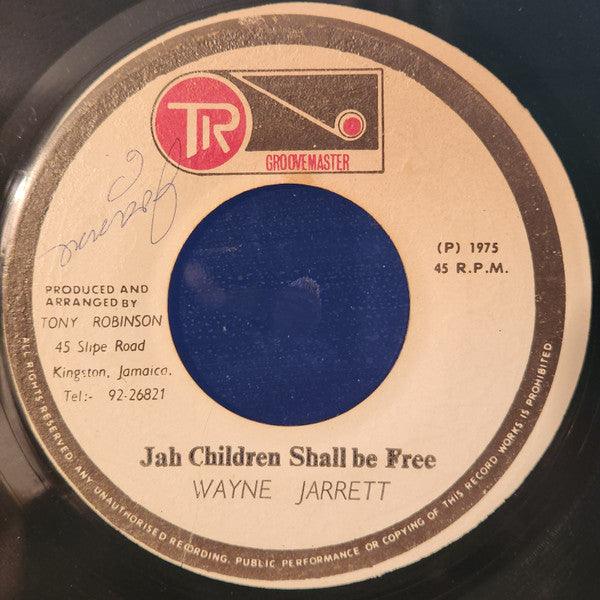 TR
GROOVEMASTER
(P) 1975
45 R.P.M.
PRODUCED AND
ARRANGED BY
TONY ROBINSON
45 Slipe Road
Kingston, Jamaica.
Tel:- 92-26821
Jah Children Shall be Free
WAYNE JARRETT
ALL RIGHTS RESERVED. ANY UNAUTHORISED RECORDING. PUBLIC PERFORMANCE OR COPYING OF THIS RECORD WORKS IS PROHIBITED.